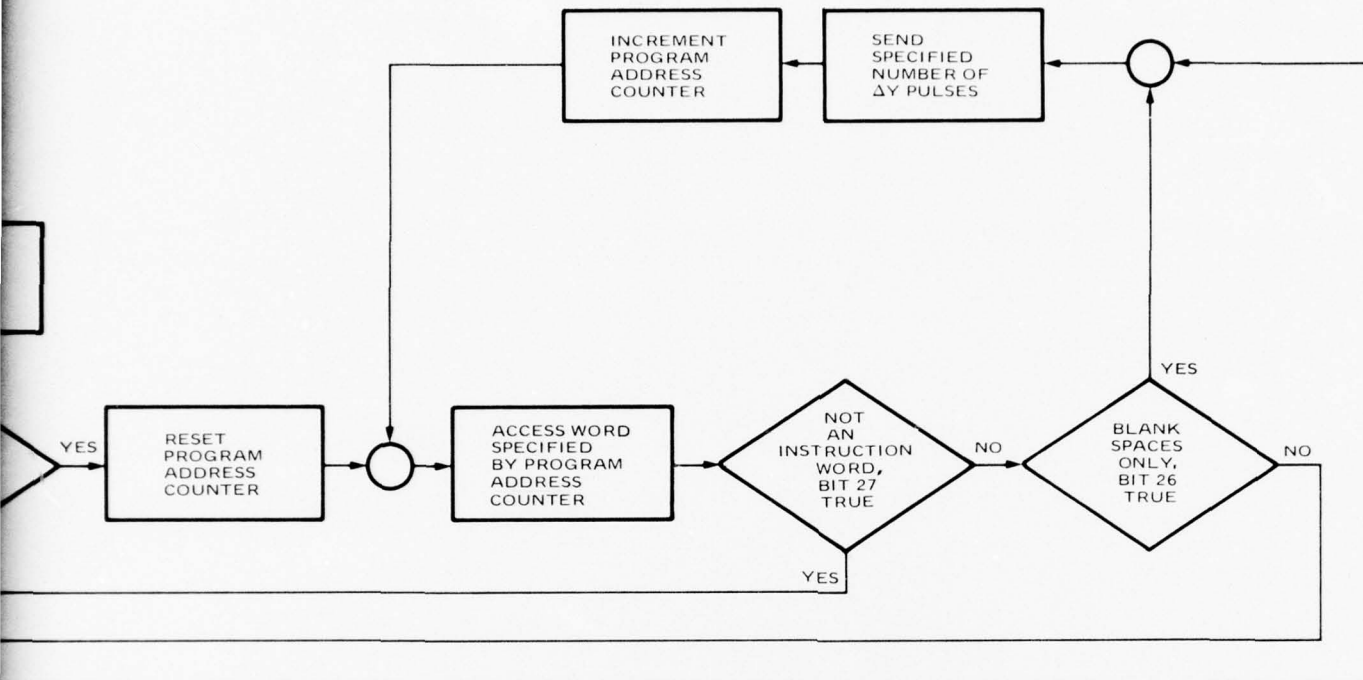 INCREMENT
PROGRAM
ADDRESS
COUNTER
SEND
SPECIFIED
NUMBER OF
ΔY PULSES
YES
RESET
PROGRAM
ADDRESS
COUNTER
ACCESS WORD
SPECIFIED
BY PROGRAM
ADDRESS
COUNTER
NOT
AN
INSTRUCTION
WORD,
BIT 27
TRUE
YES
NO
BLANK
SPACES
ONLY,
BIT 26
TRUE
YES
NO